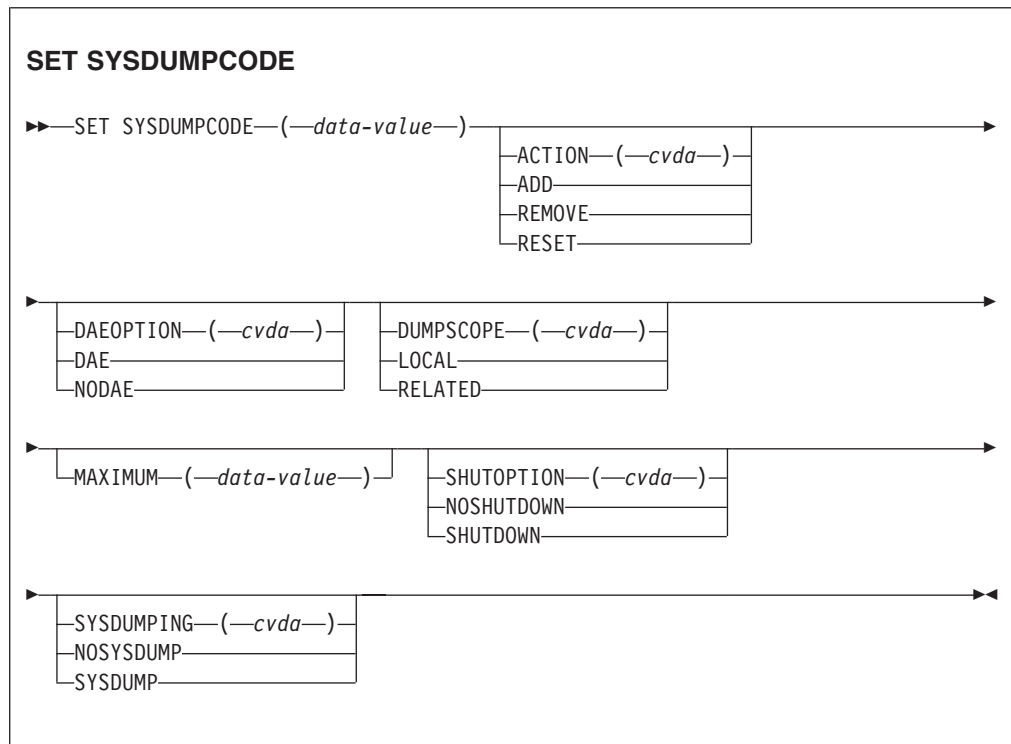 SET SYSDUMPCODE
SET SYSDUMPCODE ( data-value )
ACTION ( cvda )
ADD
REMOVE
RESET
DAEOPTION ( cvda )
DAE
NODAE
DUMPSCOPE ( cvda )
LOCAL
RELATED
MAXIMUM ( data-value )
SHUTOPTION ( cvda )
NOSHUTDOWN
SHUTDOWN
SYSDUMPING ( cvda )
NOSYSDUMP
SYSDUMP